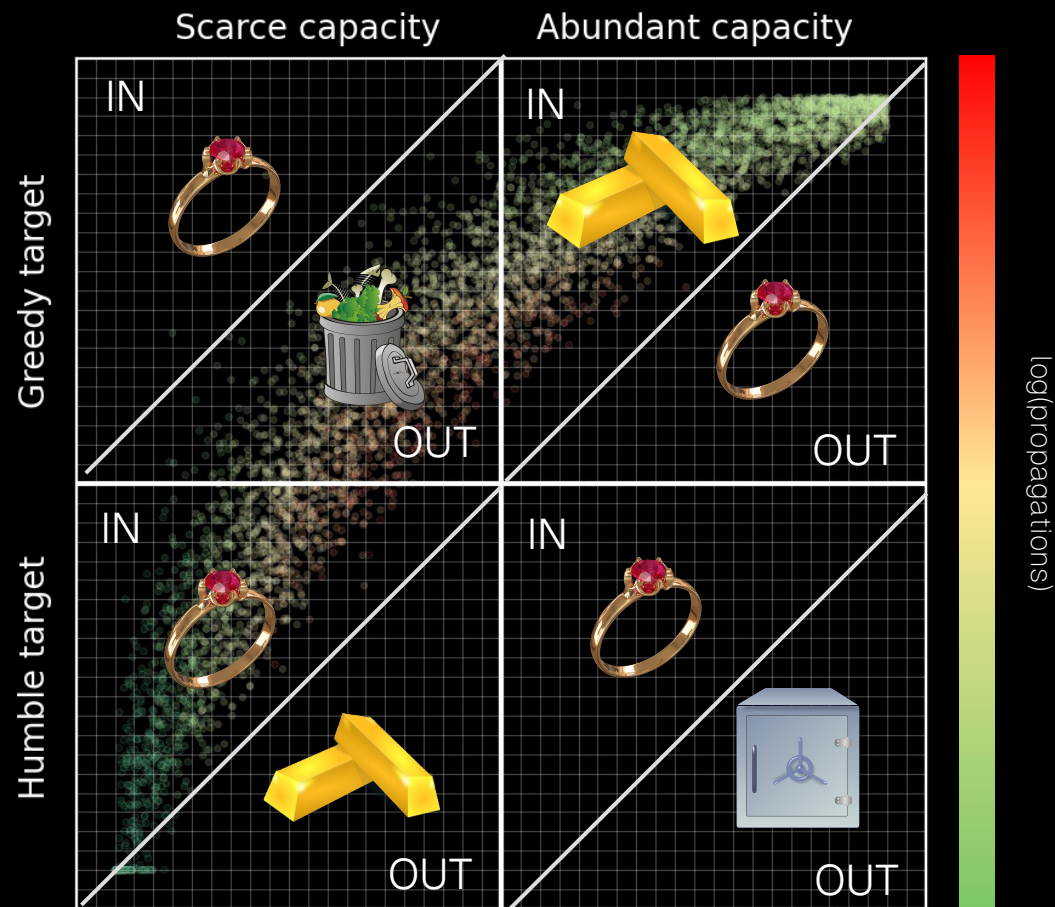 Scarce capacity
Abundant capacity
Greedy target
IN
OUT
IN
OUT
Humble target
IN
OUT
IN
OUT
log(propagations)